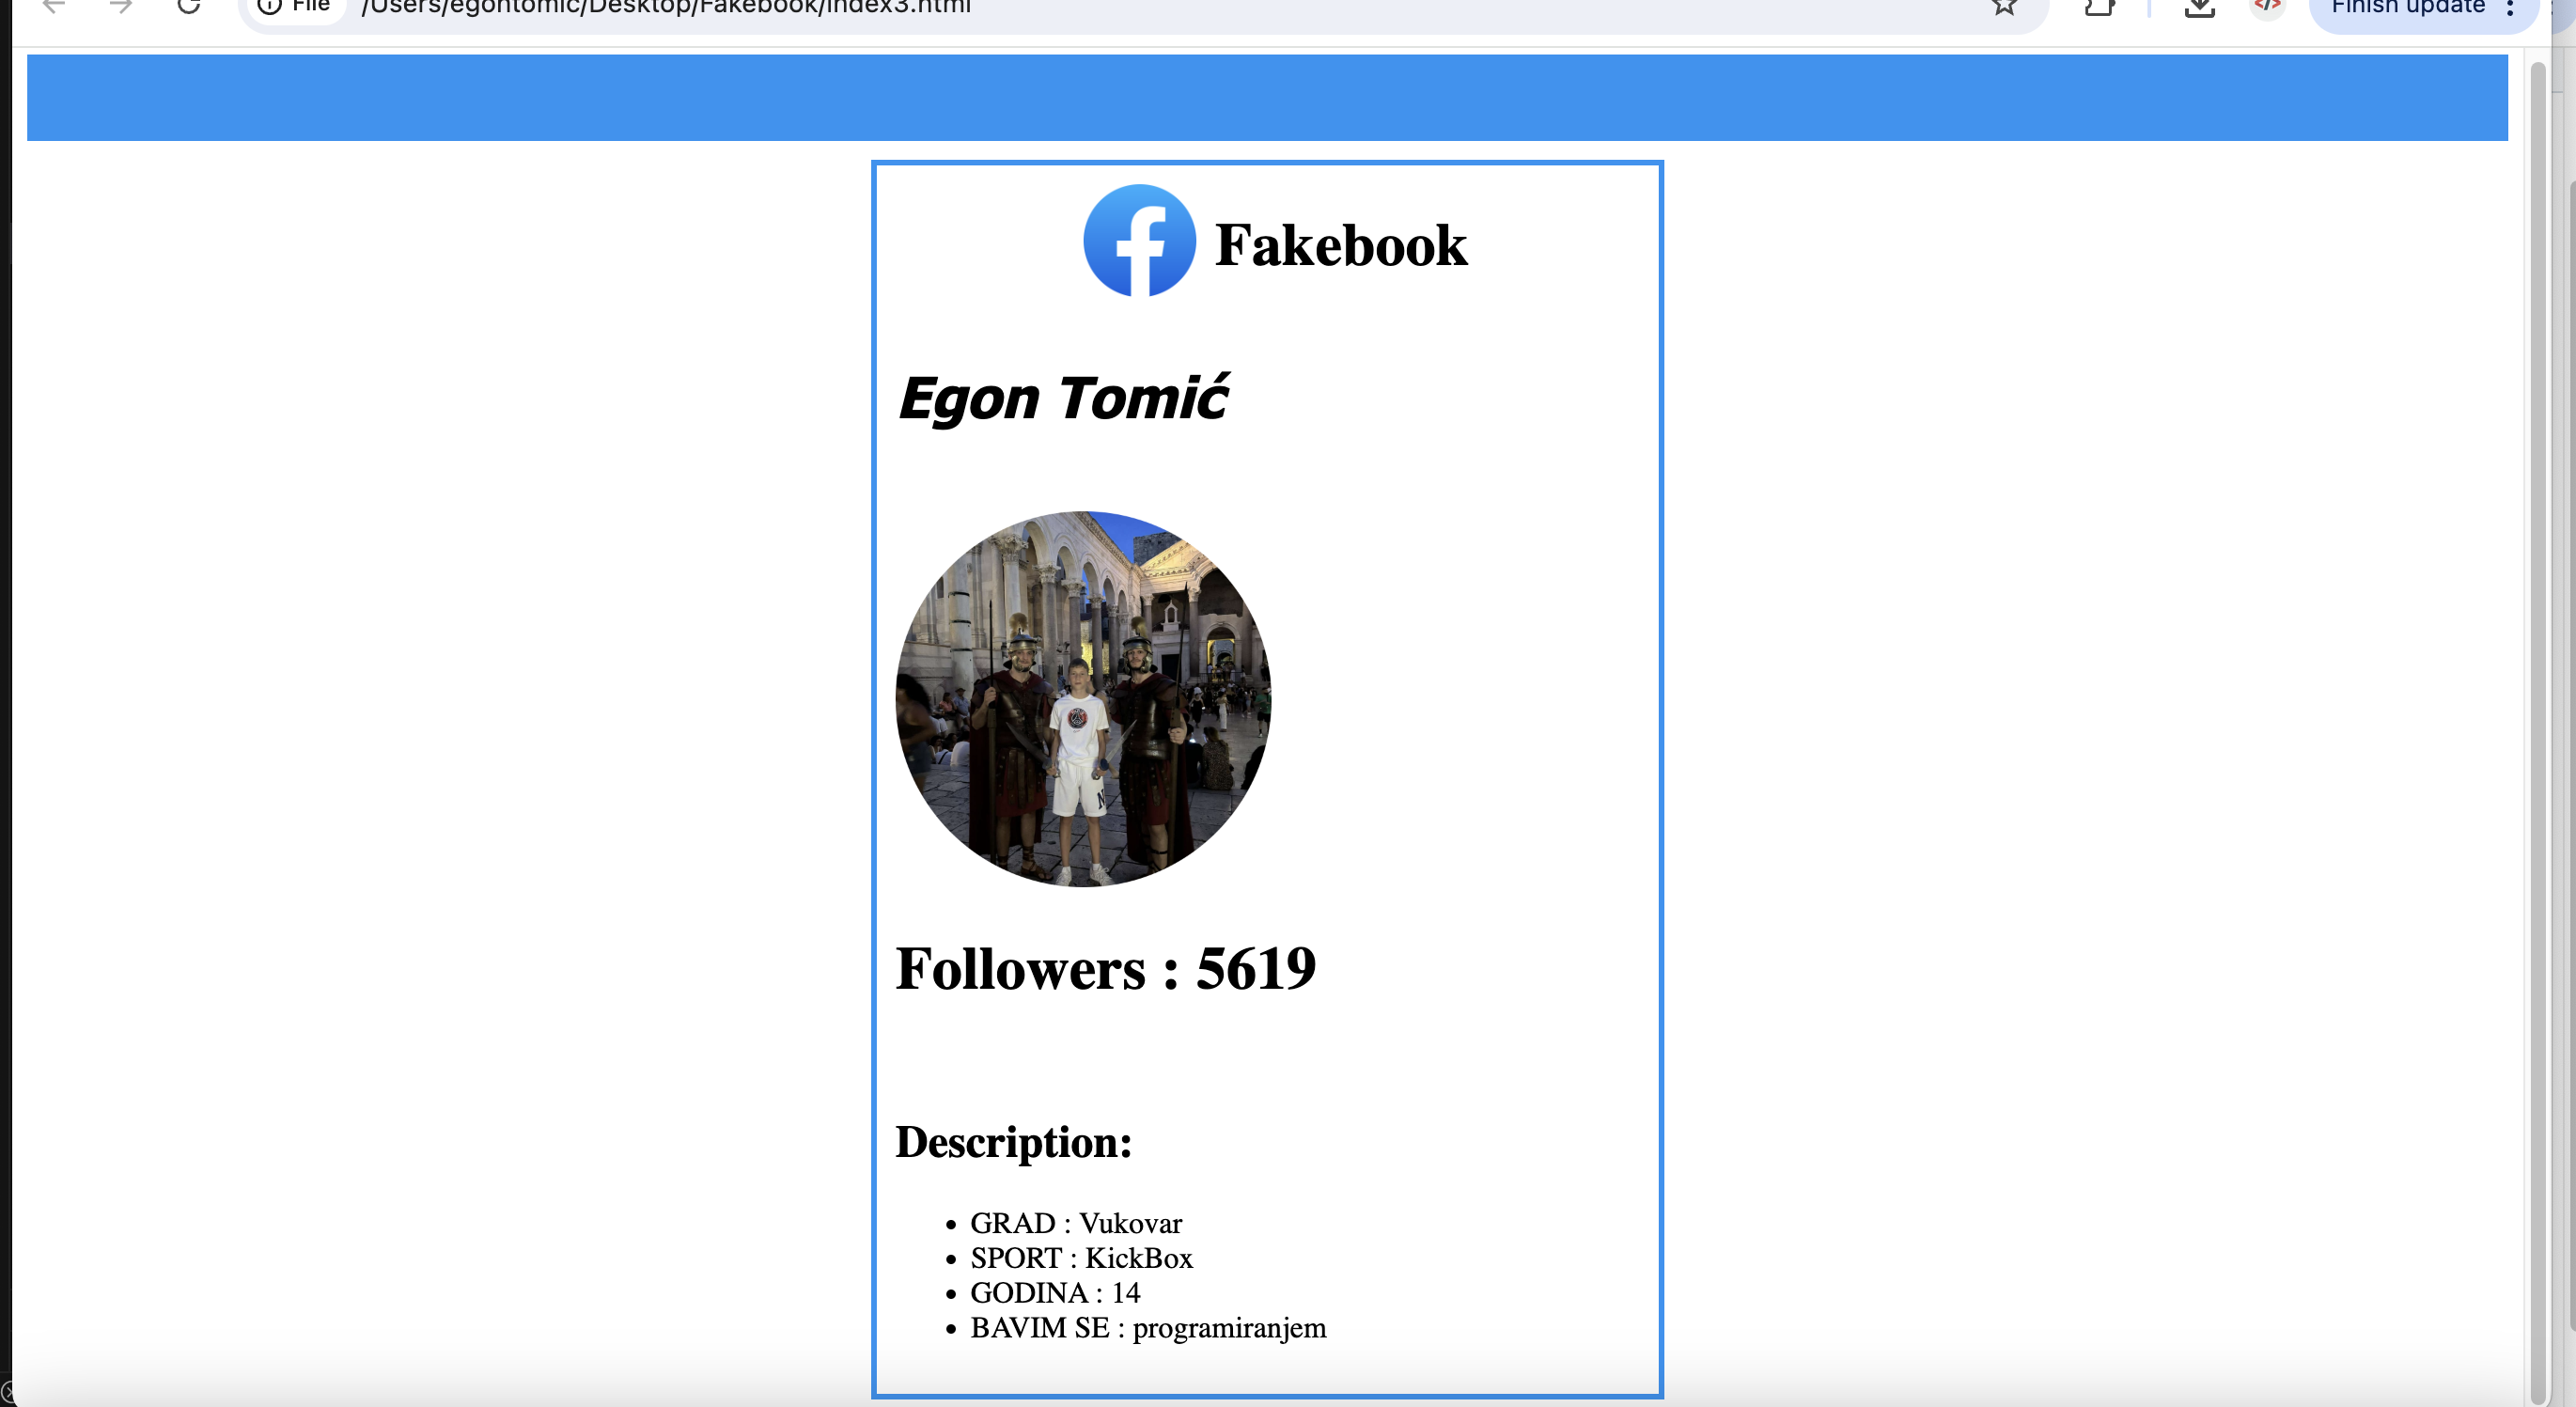 File /Users/egontomic/Desktop/Fakebook/index3.html
Finish update
Fakebook
Egon Tomić
Followers : 5619
Description:
GRAD : Vukovar
SPORT : KickBox
GODINA : 14
BAVIM SE : programiranjem